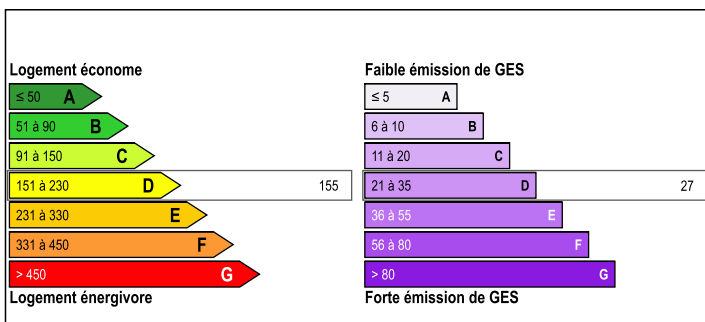 Logement économe
≤ 50 A
51 à 90 B
91 à 150 C
151 à 230 D 155
231 à 330 E
331 à 450 F
> 450 G
Logement énergivore
Faible émission de GES
≤ 5 A
6 à 10 B
11 à 20 C
21 à 35 D 27
36 à 55 E
56 à 80 F
> 80 G
Forte émission de GES